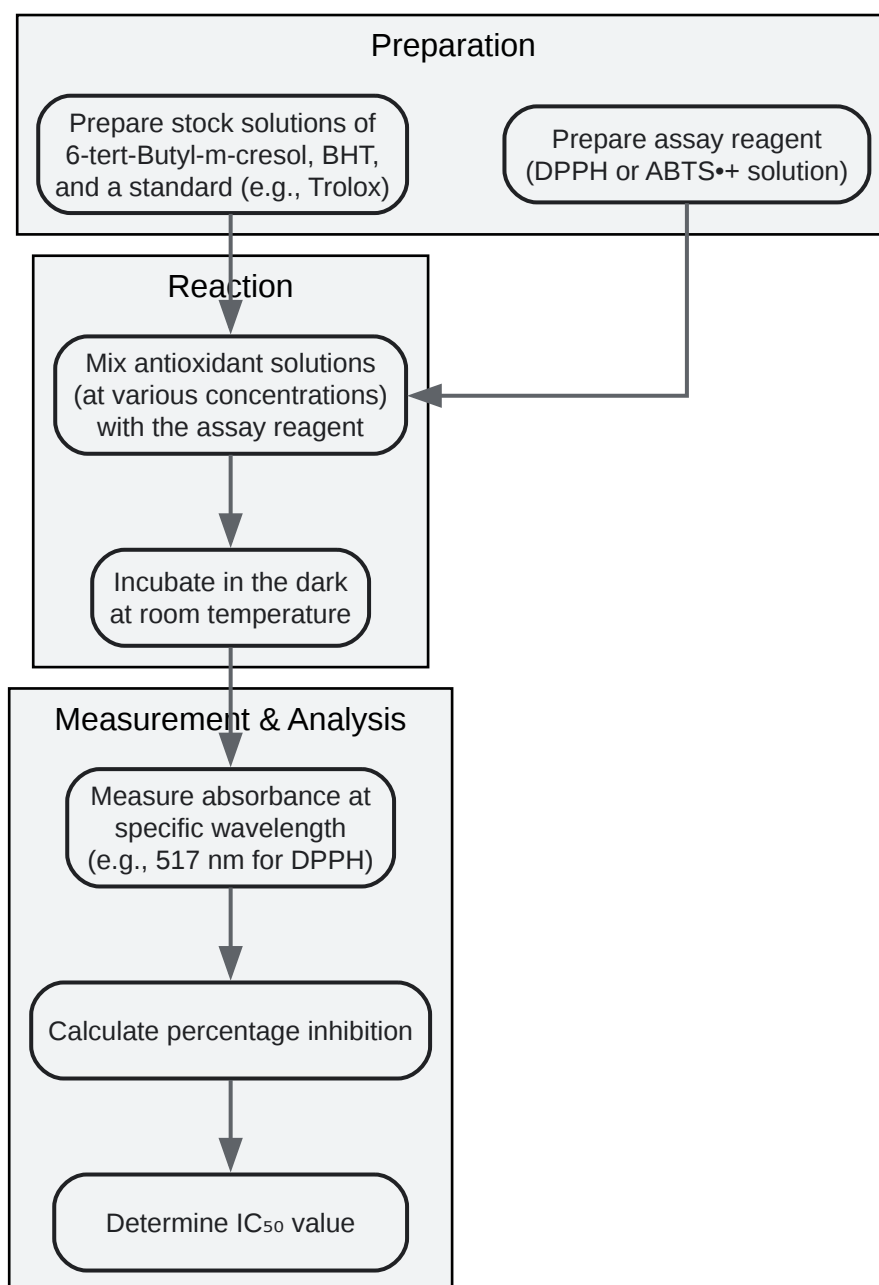 Preparation
Prepare stock solutions of
6-tert-Butyl-m-cresol, BHT,
and a standard (e.g., Trolox)
Prepare assay reagent
(DPPH or ABTS•+ solution)
Reaction
Mix antioxidant solutions
(at various concentrations)
with the assay reagent
Incubate in the dark
at room temperature
Measurement & Analysis
Measure absorbance at
specific wavelength
(e.g., 517 nm for DPPH)
Calculate percentage inhibition
Determine IC₅₀ value